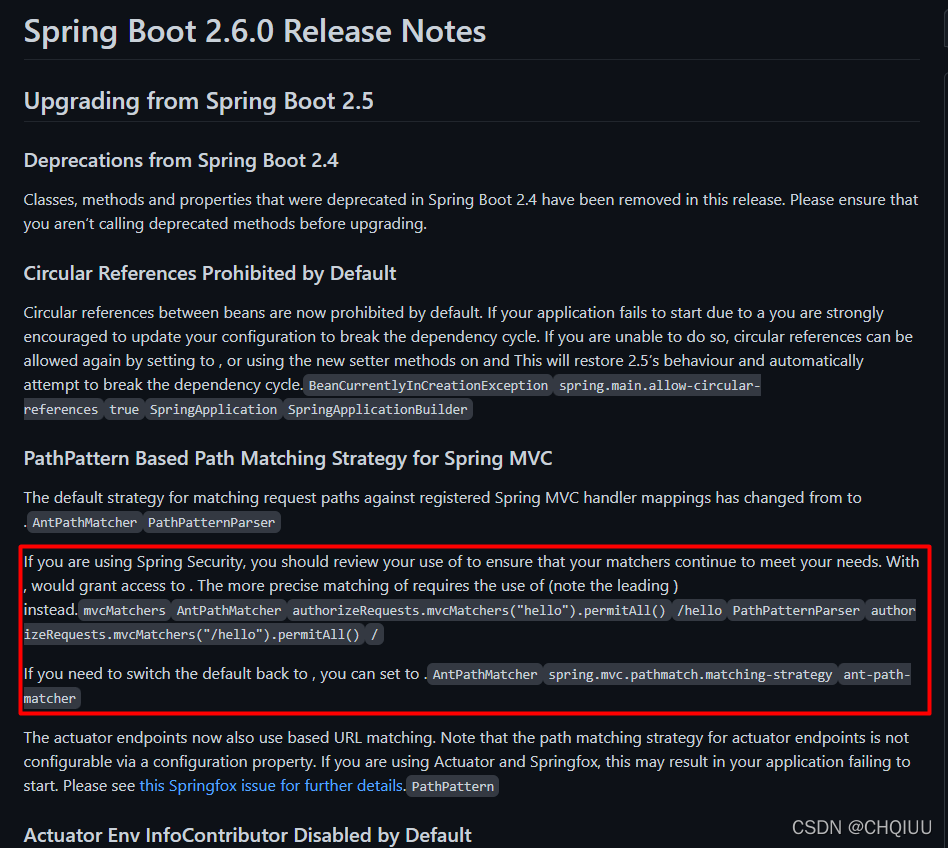 Spring Boot 2.6.0 Release Notes
Upgrading from Spring Boot 2.5
Deprecations from Spring Boot 2.4
Classes, methods and properties that were deprecated in Spring Boot 2.4 have been removed in this release. Please ensure that
you aren’t calling deprecated methods before upgrading.
Circular References Prohibited by Default
Circular references between beans are now prohibited by default. If your application fails to start due to a you are strongly
encouraged to update your configuration to break the dependency cycle. If you are unable to do so, circular references can be
allowed again by setting to , or using the new setter methods on and This will restore 2.5’s behaviour and automatically
attempt to break the dependency cycle. BeanCurrentlyInCreationException spring.main.allow-circular-
references true SpringApplication SpringApplicationBuilder
PathPattern Based Path Matching Strategy for Spring MVC
The default strategy for matching request paths against registered Spring MVC handler mappings has changed from to
. AntPathMatcher PathPatternParser
If you are using Spring Security, you should review your use of to ensure that your matchers continue to meet your needs. With
, would grant access to . The more precise matching of requires the use of (note the leading )
instead. mvcMatchers AntPathMatcher authorizeRequests.mvcMatchers("hello").permitAll() /hello PathPatternParser author
izeRequests.mvcMatchers("/hello").permitAll() /
If you need to switch the default back to , you can set to . AntPathMatcher spring.mvc.pathmatch.matching-strategy ant-path-
matcher
The actuator endpoints now also use based URL matching. Note that the path matching strategy for actuator endpoints is not
configurable via a configuration property. If you are using Actuator and Springfox, this may result in your application failing to
start. Please see this Springfox issue for further details. PathPattern
Actuator Env InfoContributor Disabled by Default
CSDN @CHQIUU